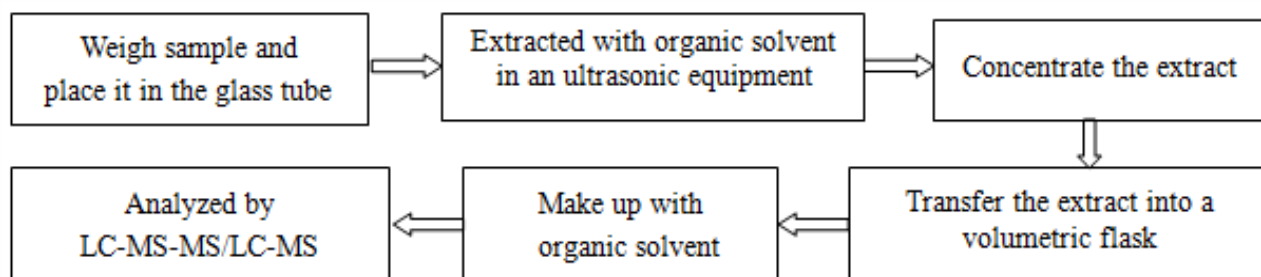 Weigh sample and
place it in the glass tube
Extracted with organic solvent
in an ultrasonic equipment
Concentrate the extract
Transfer the extract into a
volumetric flask
Make up with
organic solvent
Analyzed by
LC-MS-MS/LC-MS